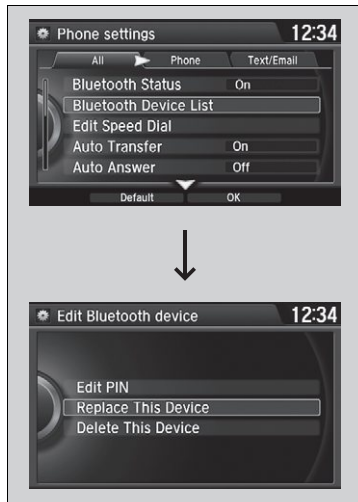 Phone settings 12:34
All Phone Text/Email
Bluetooth Status On
Bluetooth Device List
Edit Speed Dial
Auto Transfer On
Auto Answer Off
Default OK
Edit Bluetooth device 12:34
Edit PIN
Replace This Device
Delete This Device